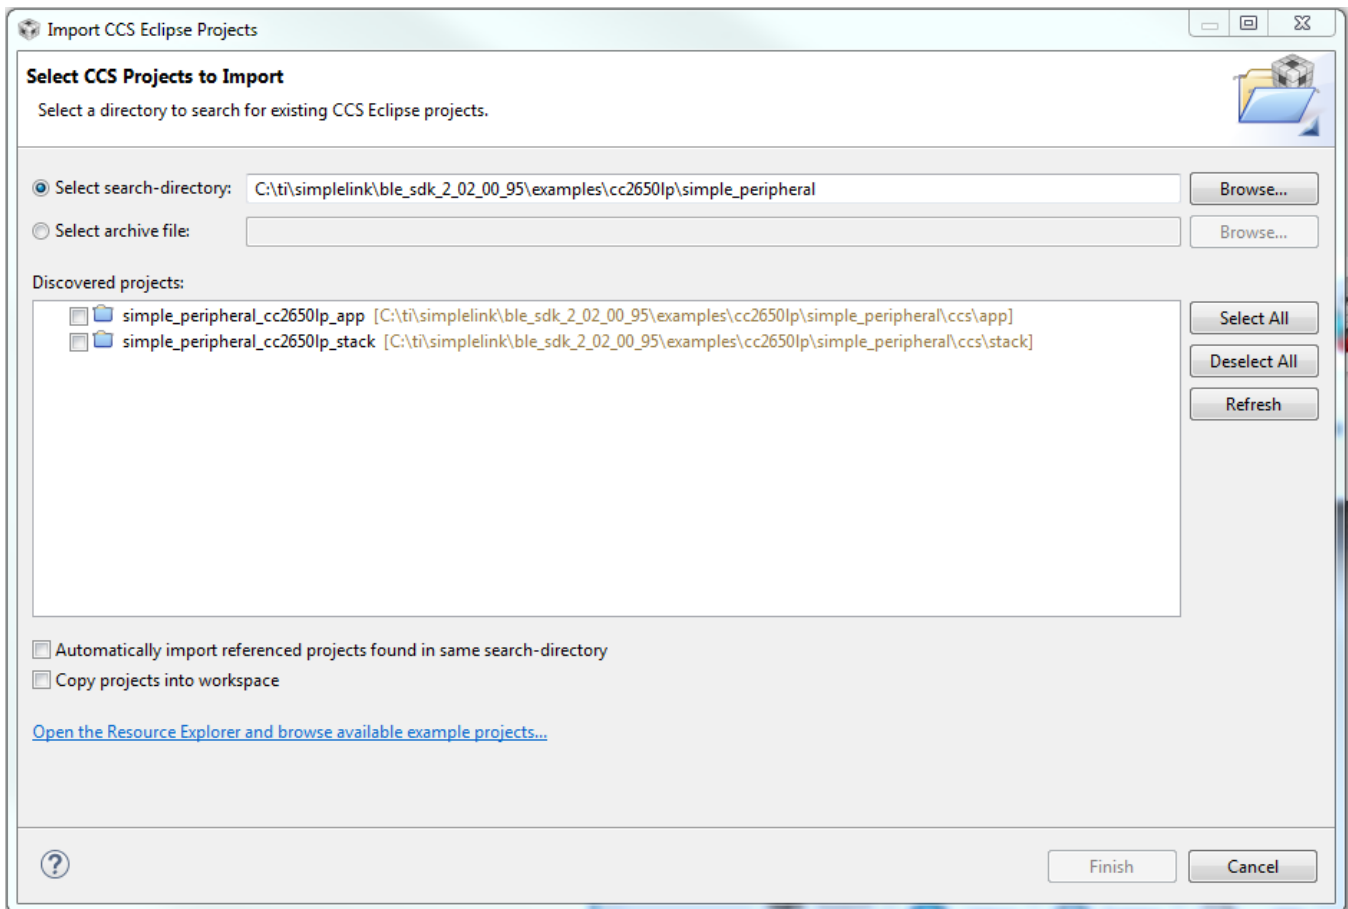 Import CCS Eclipse Projects
Select CCS Projects to Import
Select a directory to search for existing CCS Eclipse projects.
Select search-directory: C:\ti\simplelink\ble_sdk_2_02_00_95\examples\cc2650lp\simple_peripheral Browse...
Select archive file: Browse...
Discovered projects:
simple_peripheral_cc2650lp_app [C:\ti\simplelink\ble_sdk_2_02_00_95\examples\cc2650lp\simple_peripheral\ccs\app] Select All
simple_peripheral_cc2650lp_stack [C:\ti\simplelink\ble_sdk_2_02_00_95\examples\cc2650lp\simple_peripheral\ccs\stack]
Deselect All
Refresh
Automatically import referenced projects found in same search-directory
Copy projects into workspace
Open the Resource Explorer and browse available example projects...
? Finish Cancel